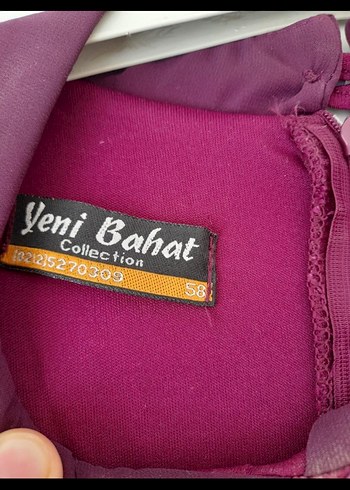 Yeni Bahat
Collection
(0212)5270309
58